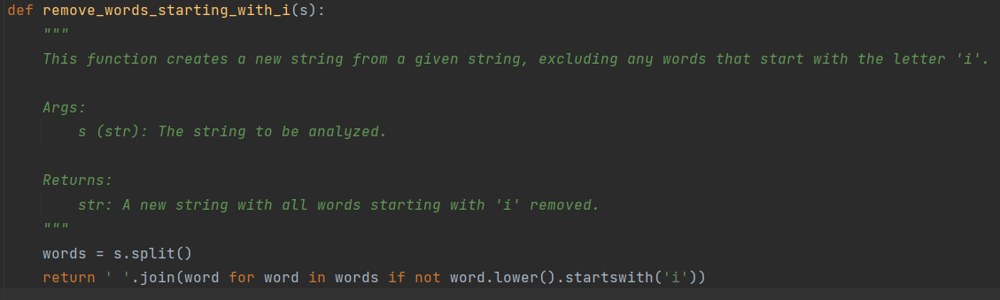 def remove_words_starting_with_i(s):
    """
    This function creates a new string from a given string, excluding any words that start with the letter 'i'.

    Args:
        s (str): The string to be analyzed.

    Returns:
        str: A new string with all words starting with 'i' removed.
    """
    words = s.split()
    return ' '.join(word for word in words if not word.lower().startswith('i'))